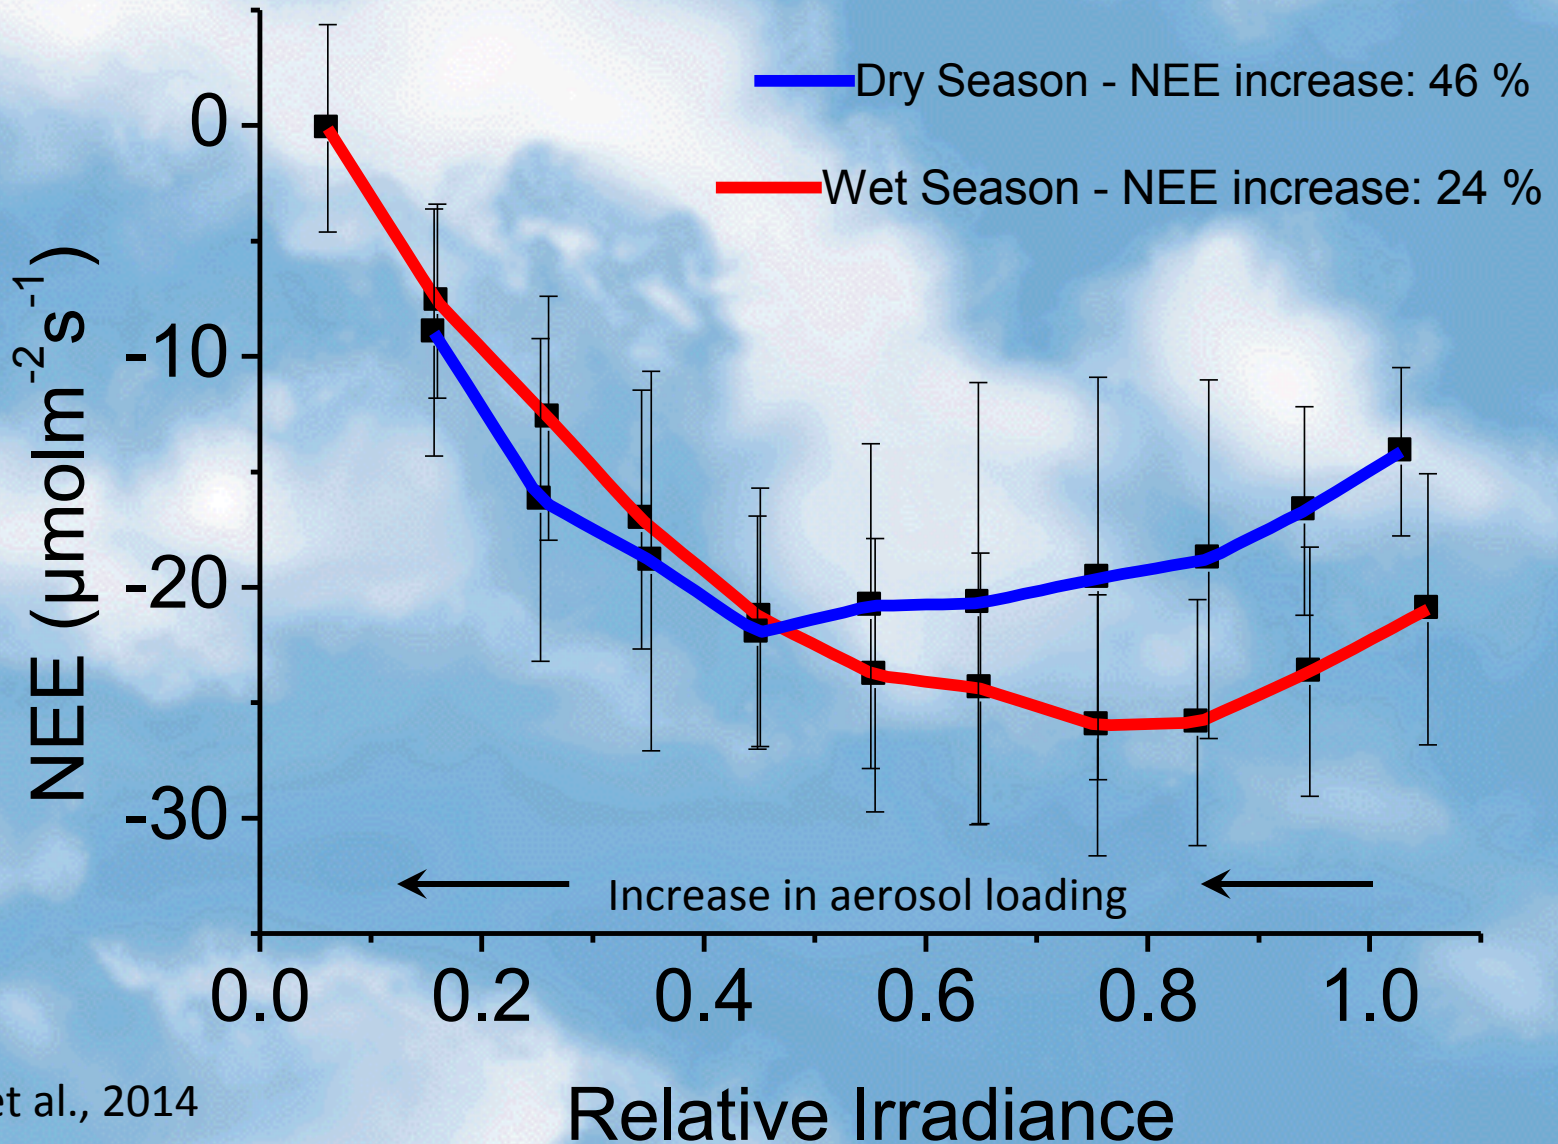 Dry Season - NEE increase: 46 %
Wet Season - NEE increase: 24 %
NEE (µmolm⁻²s⁻¹)
0
-10
-20
-30
Increase in aerosol loading
0.0 0.2 0.4 0.6 0.8 1.0
et al., 2014
Relative Irradiance